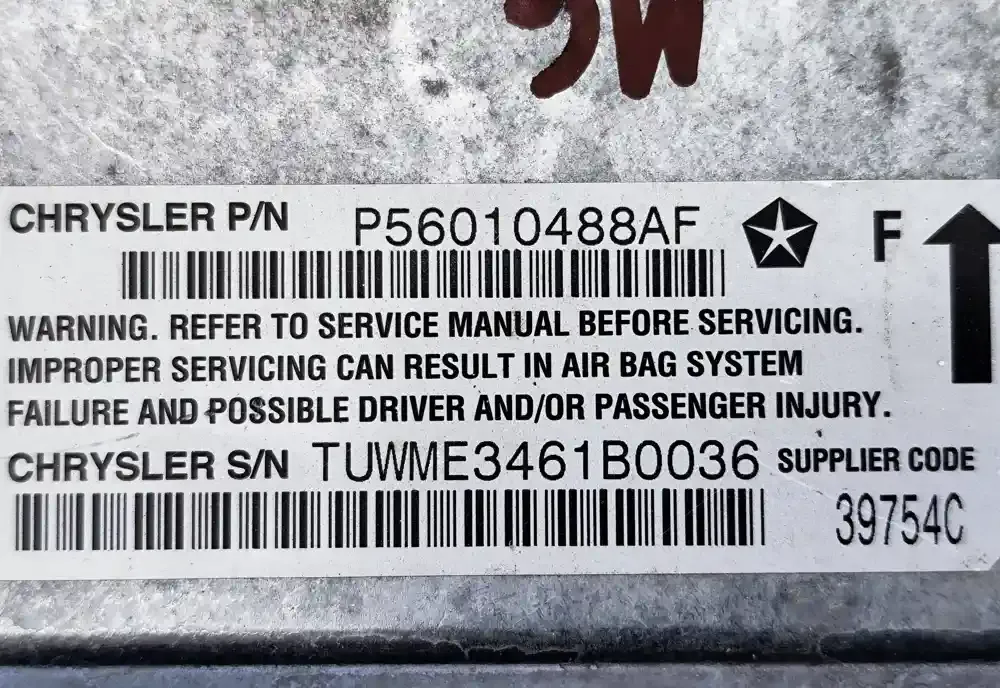 CHRYSLER P/N P56010488AF F
WARNING. REFER TO SERVICE MANUAL BEFORE SERVICING.
IMPROPER SERVICING CAN RESULT IN AIR BAG SYSTEM
FAILURE AND POSSIBLE DRIVER AND/OR PASSENGER INJURY.
CHRYSLER S/N TUWME3461B0036 SUPPLIER CODE
39754C